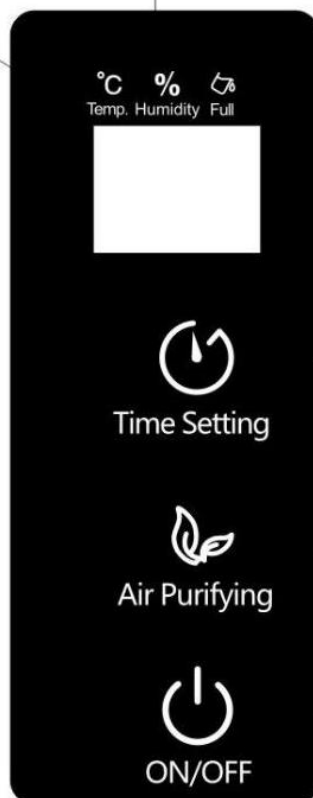 °C % 
Temp. Humidity Full
Time Setting
Air Purifying
ON/OFF